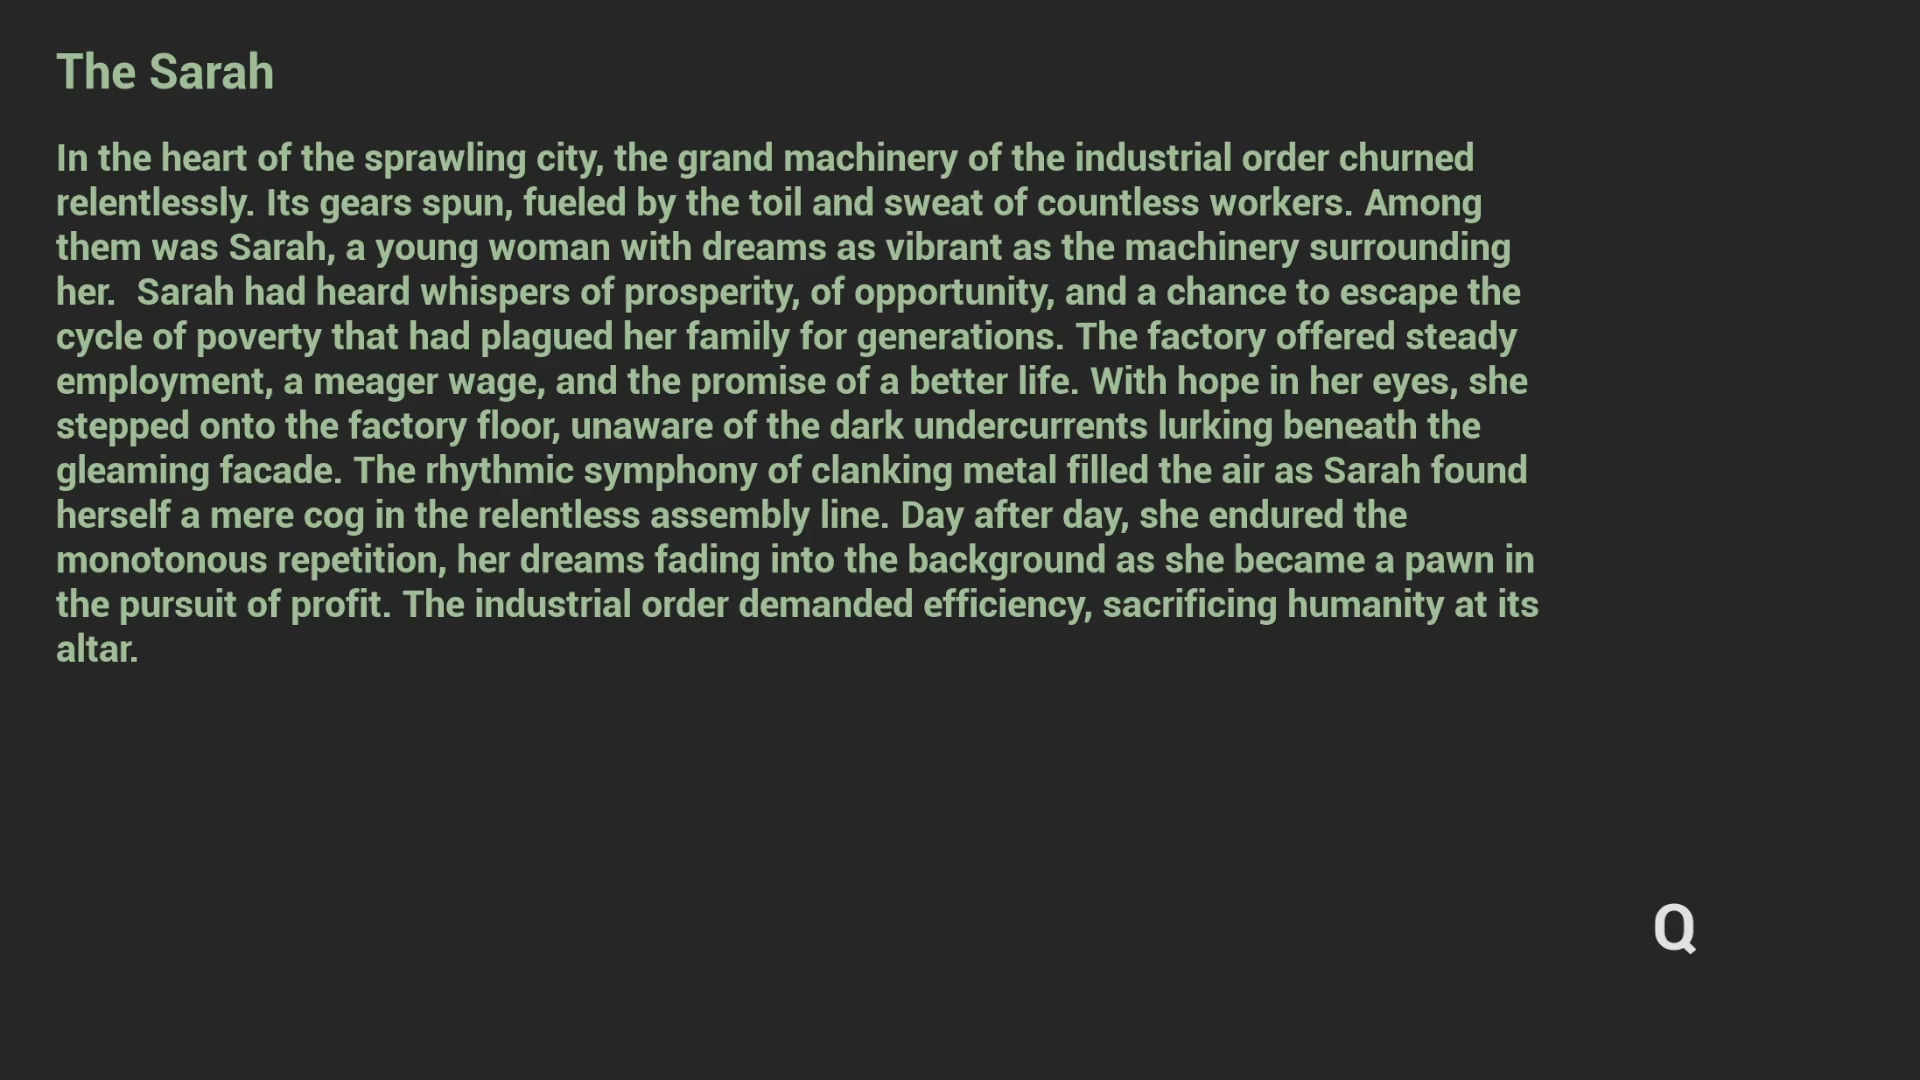 The Sarah
In the heart of the sprawling city, the grand machinery of the industrial order churned
relentlessly. Its gears spun, fueled by the toil and sweat of countless workers. Among
them was Sarah, a young woman with dreams as vibrant as the machinery surrounding
her.  Sarah had heard whispers of prosperity, of opportunity, and a chance to escape the
cycle of poverty that had plagued her family for generations. The factory offered steady
employment, a meager wage, and the promise of a better life. With hope in her eyes, she
stepped onto the factory floor, unaware of the dark undercurrents lurking beneath the
gleaming facade. The rhythmic symphony of clanking metal filled the air as Sarah found
herself a mere cog in the relentless assembly line. Day after day, she endured the
monotonous repetition, her dreams fading into the background as she became a pawn in
the pursuit of profit. The industrial order demanded efficiency, sacrificing humanity at its
altar.
Q